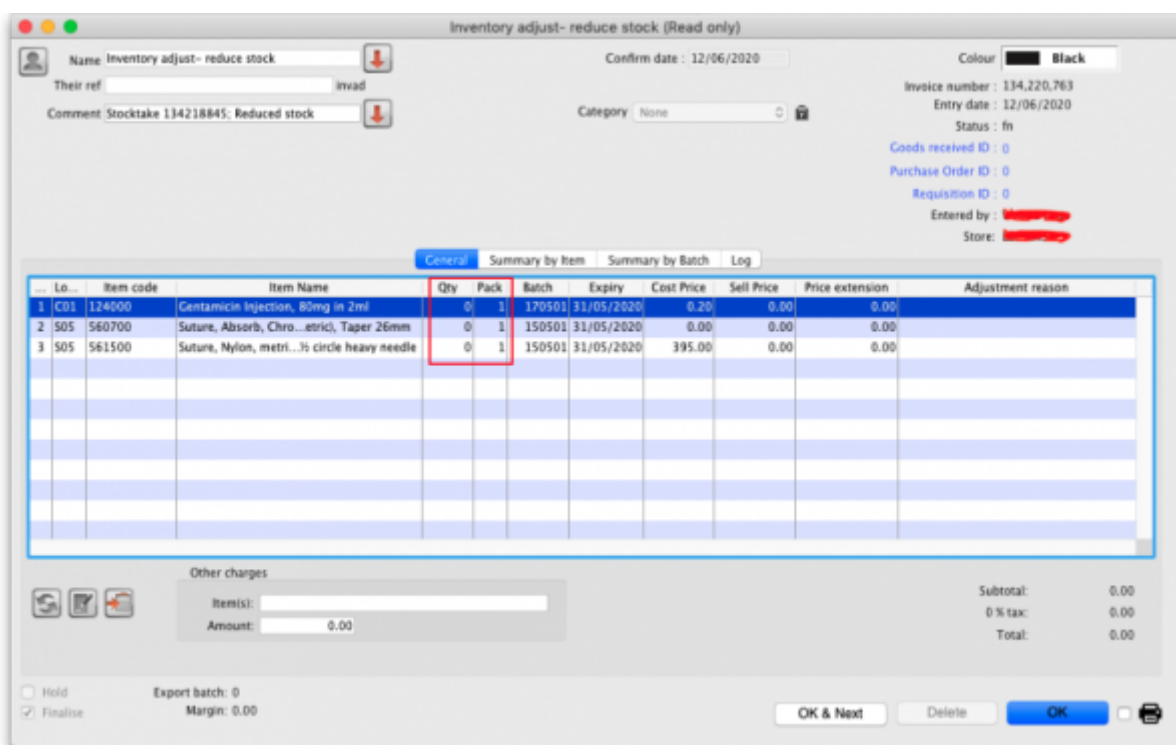 Inventory adjust- reduce stock (Read only)
Name Inventory adjust- reduce stock
Confirm date : 12/06/2020
Colour Black
Their ref invad
Invoice number : 134,220,763
Comment Stocktake 134218845; Reduced stock
Category None
Entry date : 12/06/2020
Status : fn
Goods received ID : 0
Purchase Order ID : 0
Requisition ID : 0
Entered by :
Store:
General Summary by Item Summary by Batch Log
... Lo... Item code Item Name Qty Pack Batch Expiry Cost Price Sell Price Price extension Adjustment reason
1 C01 124000 Gentamicin Injection, 80mg in 2ml 0 1 170501 31/05/2020 0.20 0.00 0.00
2 S05 560700 Suture, Absorb, Chro...etric), Taper 26mm 0 1 150501 31/05/2020 0.00 0.00 0.00
3 S05 561500 Suture, Nylon, metri...½ circle heavy needle 0 1 150501 31/05/2020 395.00 0.00 0.00
Other charges
Item(s):
Amount: 0.00
Subtotal: 0.00
0 % tax: 0.00
Total: 0.00
Hold Export batch: 0
Finalise Margin: 0.00
OK & Next Delete OK